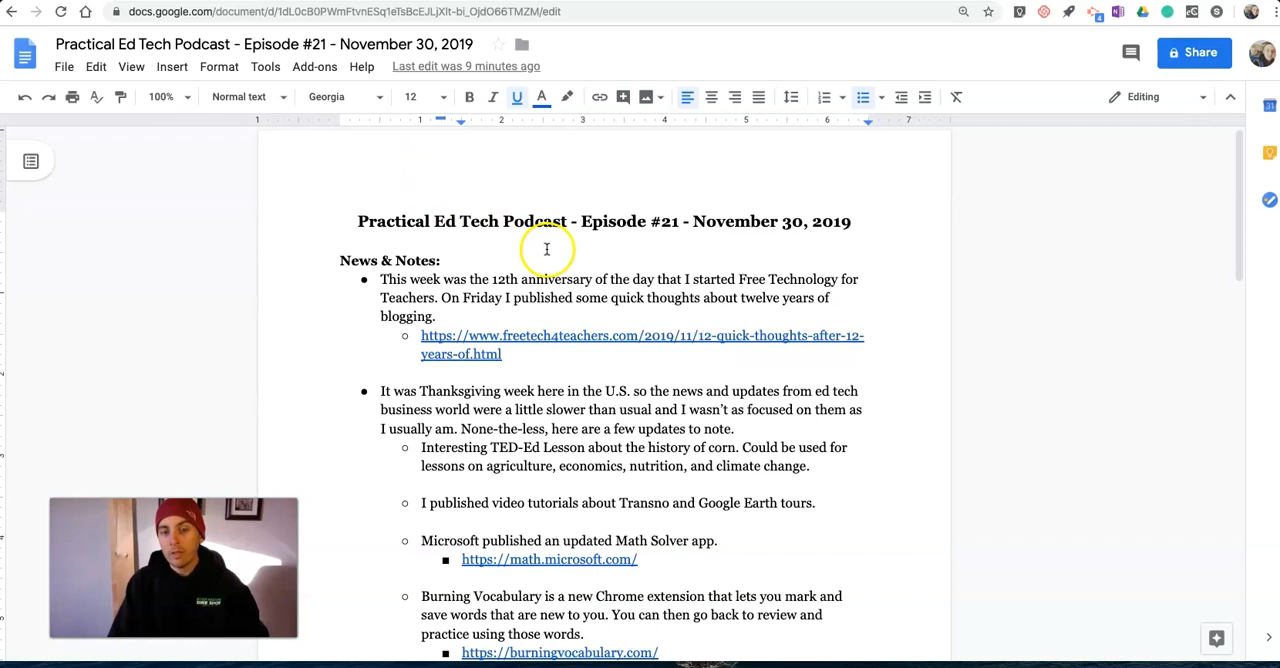 docs.google.com/document/d/1dL0cB0PWmFtvnESq1eTsBcEJLjXlt-bi_OjdO66TMZM/edit
Practical Ed Tech Podcast - Episode #21 - November 30, 2019
Share
File Edit View Insert Format Tools Add-ons Help Last edit was 9 minutes ago
100% Normal text Georgia 12 B I U A Editing
1 1 2 3 4 5 6 7
Practical Ed Tech Podcast - Episode #21 - November 30, 2019
News & Notes:
● This week was the 12th anniversary of the day that I started Free Technology for
Teachers. On Friday I published some quick thoughts about twelve years of
blogging.
○ https://www.freetech4teachers.com/2019/11/12-quick-thoughts-after-12-
years-of.html
● It was Thanksgiving week here in the U.S. so the news and updates from ed tech
business world were a little slower than usual and I wasn't as focused on them as
I usually am. None-the-less, here are a few updates to note.
○ Interesting TED-Ed Lesson about the history of corn. Could be used for
lessons on agriculture, economics, nutrition, and climate change.
○ I published video tutorials about Transno and Google Earth tours.
○ Microsoft published an updated Math Solver app.
■ https://math.microsoft.com/
○ Burning Vocabulary is a new Chrome extension that lets you mark and
save words that are new to you. You can then go back to review and
practice using those words.
■ https://burningvocabulary.com/